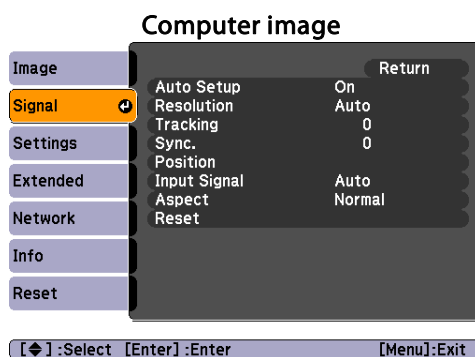 Computer image
Image
Signal
Settings
Extended
Network
Info
Reset
Return
Auto Setup On
Resolution Auto
Tracking 0
Sync. 0
Position
Input Signal Auto
Aspect Normal
Reset
[ ] :Select [Enter] :Enter [Menu]:Exit